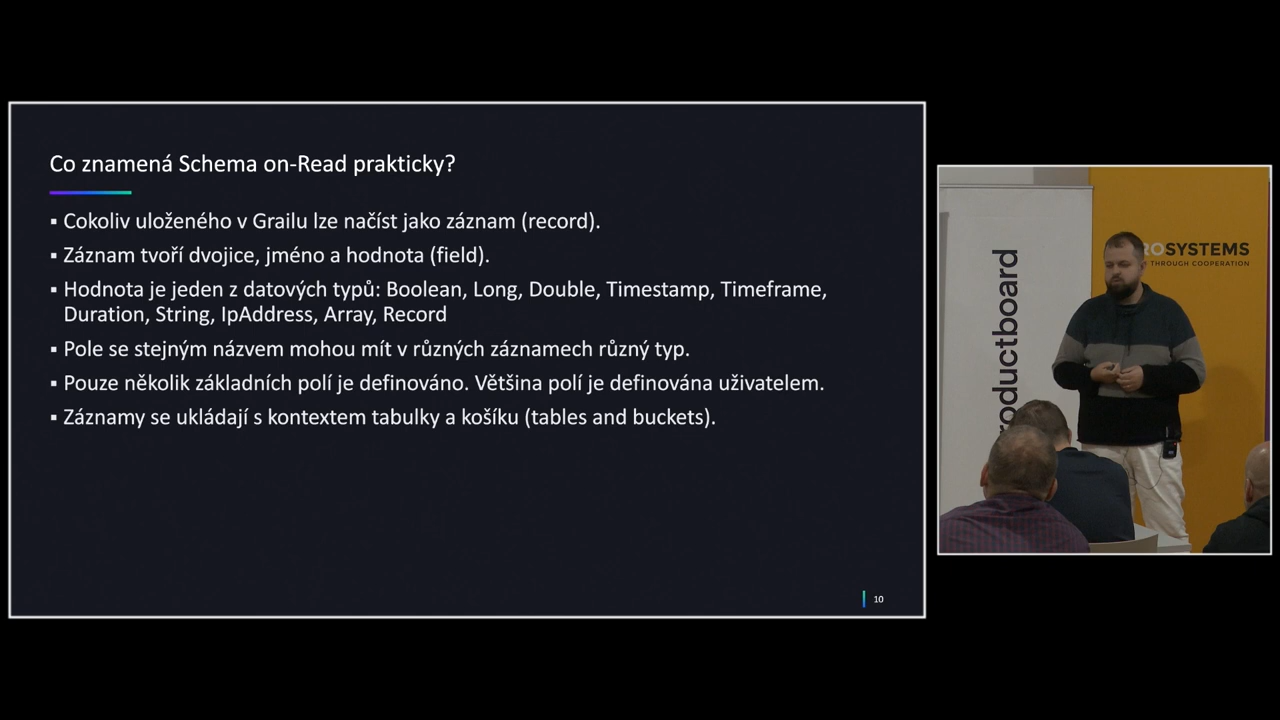 Co znamená Schema on-Read prakticky?
▪ Cokoliv uloženého v Grailu lze načíst jako záznam (record).
▪ Záznam tvoří dvojice, jméno a hodnota (field).
▪ Hodnota je jeden z datových typů: Boolean, Long, Double, Timestamp, Timeframe,
Duration, String, IpAddress, Array, Record
▪ Pole se stejným názvem mohou mít v různých záznamech různý typ.
▪ Pouze několik základních polí je definováno. Většina polí je definována uživatelem.
▪ Záznamy se ukládají s kontextem tabulky a košíku (tables and buckets).
10
roductboard
ROSYSTEMS
THROUGH COOPERATION